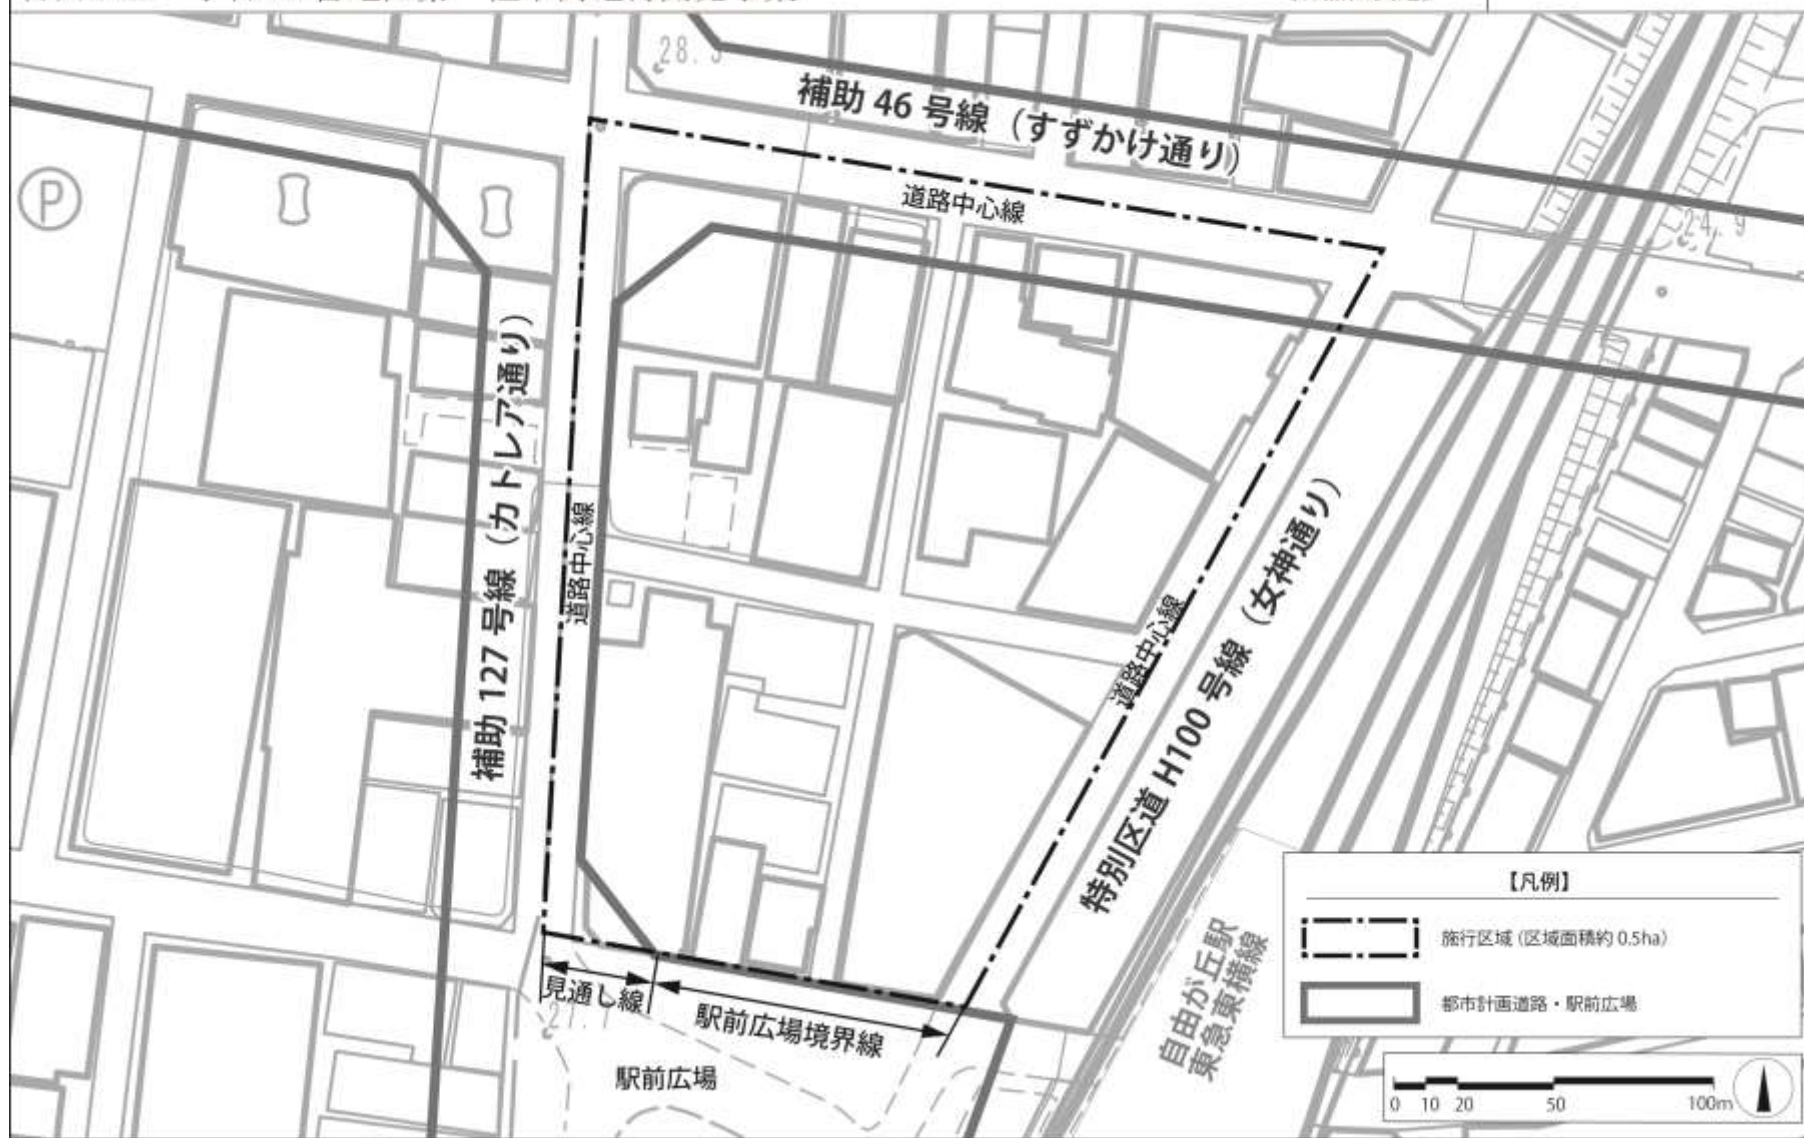 28.5
補助 46 号線（すずかけ通り）
道路中心線
24.9
P
補助 127 号線（カトレア通り）
道路中心線
道路中心線
特別区道 H100 号線（女神通り）
見通し線
駅前広場境界線
駅前広場
自由が丘駅
東急東横線
【凡例】
施行区域（区域面積約 0.5ha）
都市計画道路・駅前広場
0 10 20 50 100m